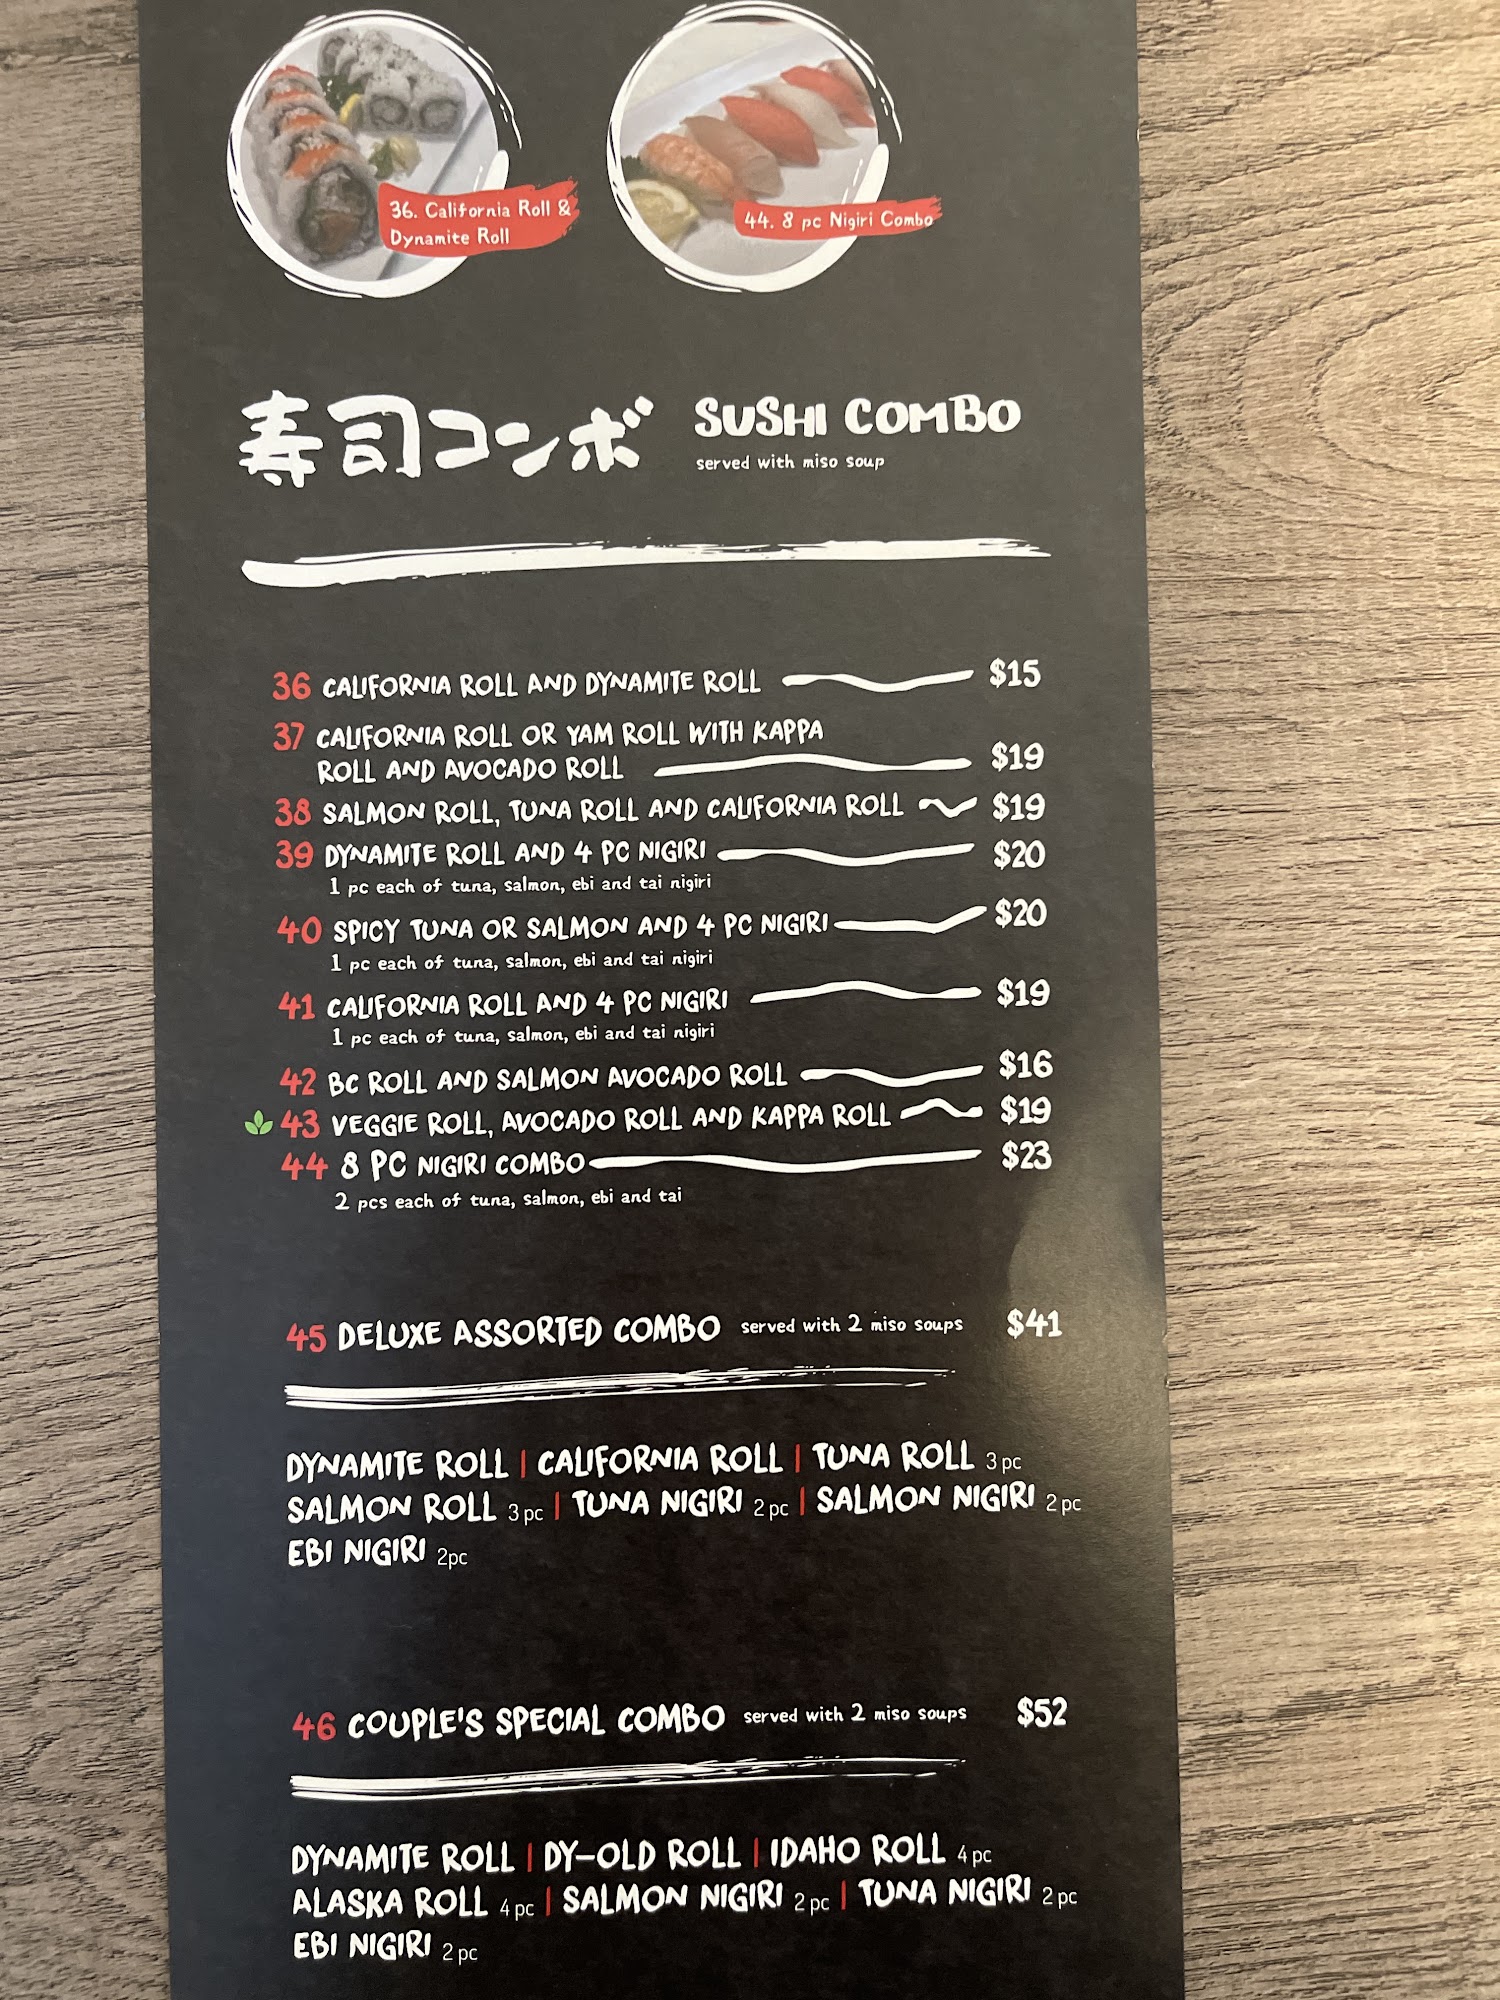 36. California Roll &
Dynamite Roll
44. 8 pc Nigiri Combo
寿司コンボ SUSHI COMBO
served with miso soup
36 CALIFORNIA ROLL AND DYNAMITE ROLL $15
37 CALIFORNIA ROLL OR YAM ROLL WITH KAPPA
ROLL AND AVOCADO ROLL $19
38 SALMON ROLL, TUNA ROLL AND CALIFORNIA ROLL $19
39 DYNAMITE ROLL AND 4 PC NIGIRI $20
1 pc each of tuna, salmon, ebi and tai nigiri
40 SPICY TUNA OR SALMON AND 4 PC NIGIRI $20
1 pc each of tuna, salmon, ebi and tai nigiri
41 CALIFORNIA ROLL AND 4 PC NIGIRI $19
1 pc each of tuna, salmon, ebi and tai nigiri
42 BC ROLL AND SALMON AVOCADO ROLL $16
43 VEGGIE ROLL, AVOCADO ROLL AND KAPPA ROLL $19
44 8 PC NIGIRI COMBO $23
2 pcs each of tuna, salmon, ebi and tai
45 DELUXE ASSORTED COMBO served with 2 miso soups $41
DYNAMITE ROLL | CALIFORNIA ROLL | TUNA ROLL 3 pc
SALMON ROLL 3 pc | TUNA NIGIRI 2 pc | SALMON NIGIRI 2 pc
EBI NIGIRI 2pc
46 COUPLE'S SPECIAL COMBO served with 2 miso soups $52
DYNAMITE ROLL | DY-OLD ROLL | IDAHO ROLL 4 pc
ALASKA ROLL 4 pc | SALMON NIGIRI 2 pc | TUNA NIGIRI 2 pc
EBI NIGIRI 2 pc